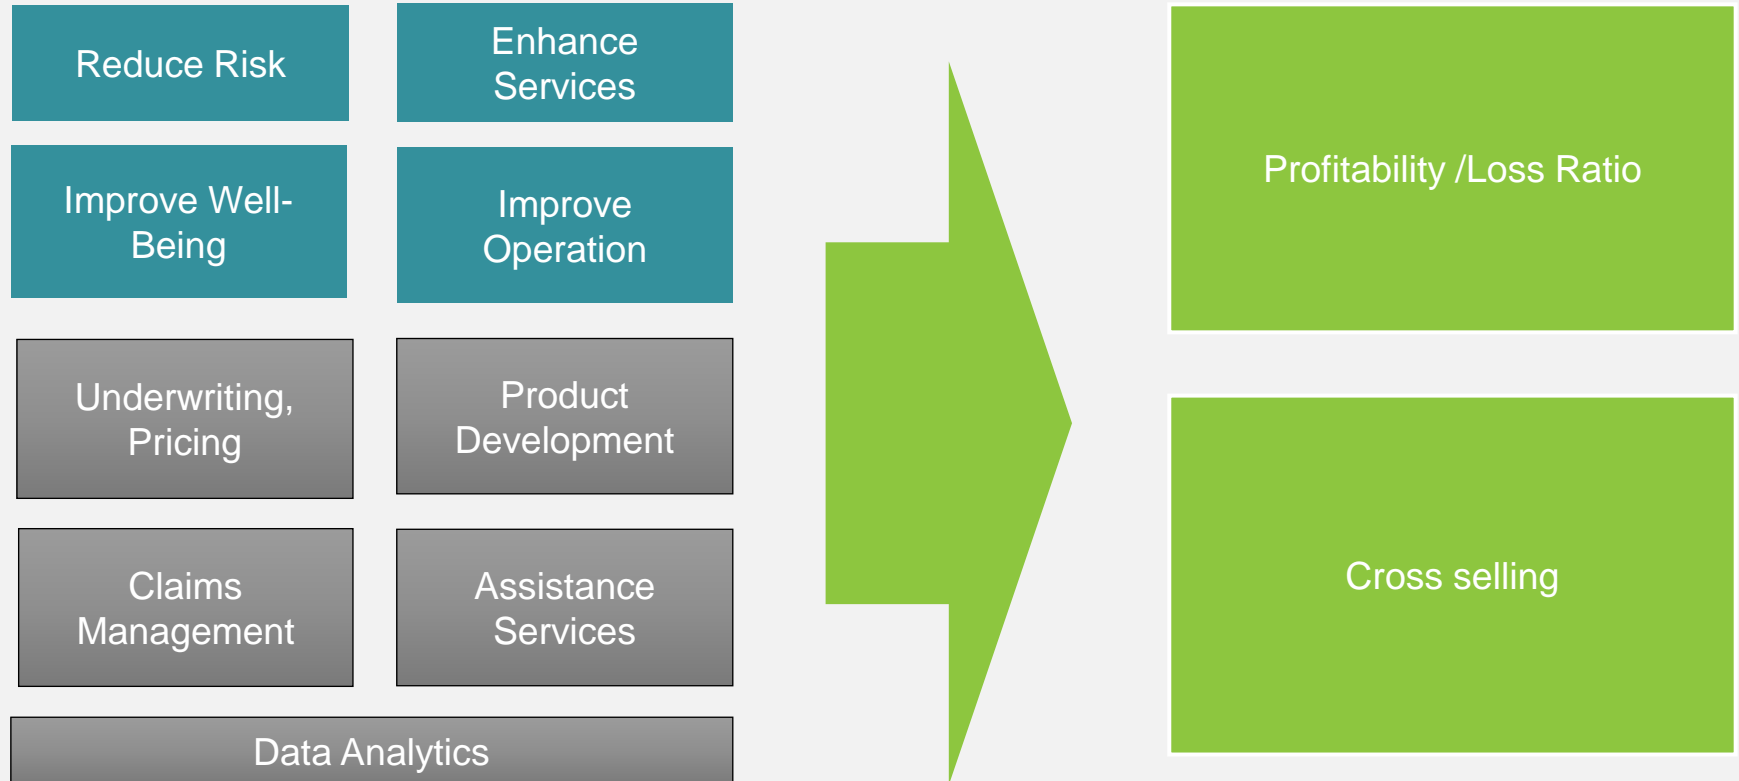 Reduce Risk
Enhance
Services
Improve Well-
Being
Improve
Operation
Underwriting,
Pricing
Product
Development
Claims
Management
Assistance
Services
Data Analytics
Profitability /Loss Ratio
Cross selling